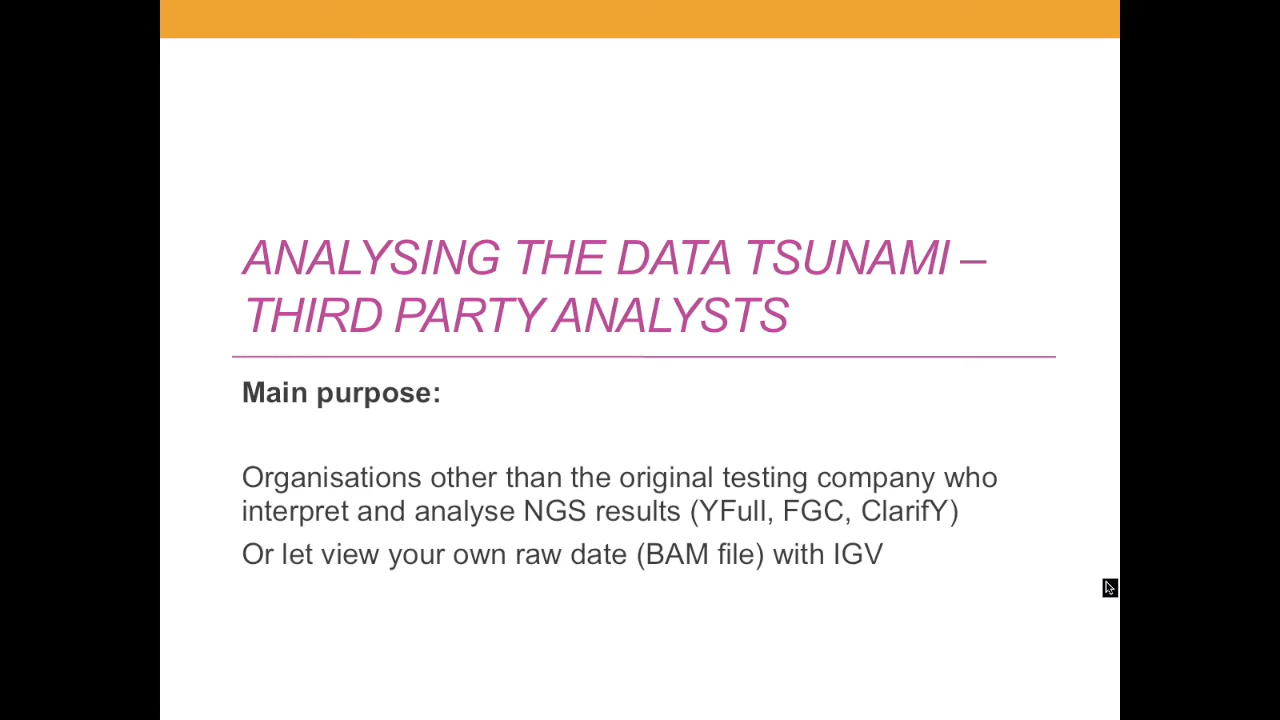 ANALYSING THE DATA TSUNAMI –
THIRD PARTY ANALYSTS
Main purpose:
Organisations other than the original testing company who
interpret and analyse NGS results (YFull, FGC, ClarifY)
Or let view your own raw date (BAM file) with IGV